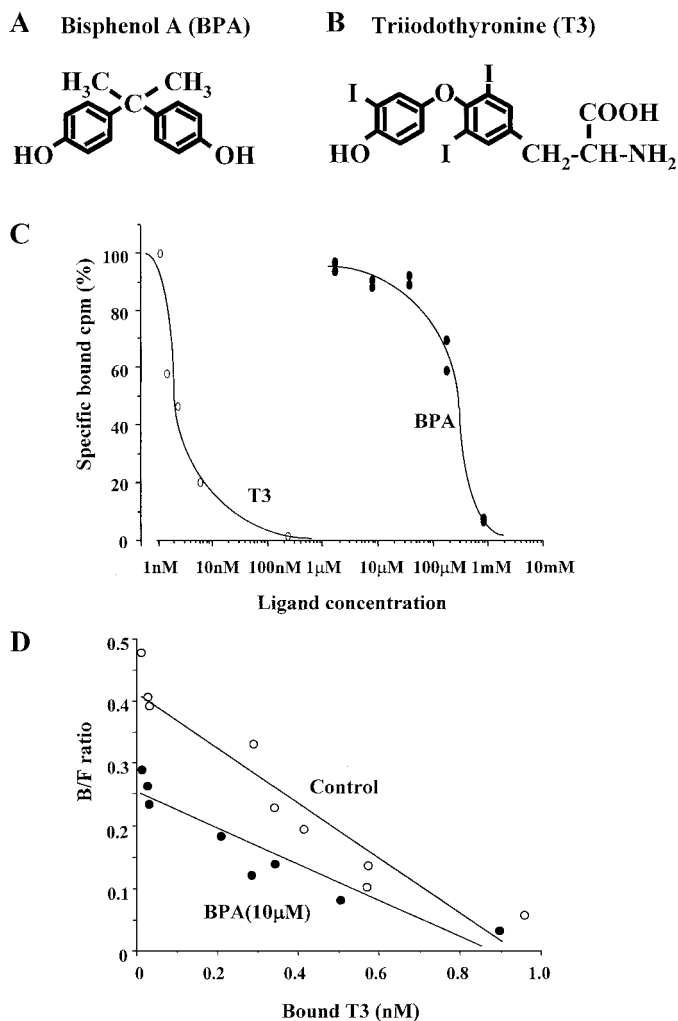 A Bisphenol A (BPA)
B Triiodothyronine (T3)
H₃C CH₃
C
HO OH
I O I
HO I
COOH
CH₂-CH-NH₂
C
Specific bound cpm (%)
100
80
60
40
20
0
BPA
T3
1nM 10nM 100nM 1μM 10μM 100μM 1mM 10mM
Ligand concentration
D
B/F ratio
0.5
0.4
0.3
0.2
0.1
0
Control
BPA(10μM)
0 0.2 0.4 0.6 0.8 1.0
Bound T3 (nM)